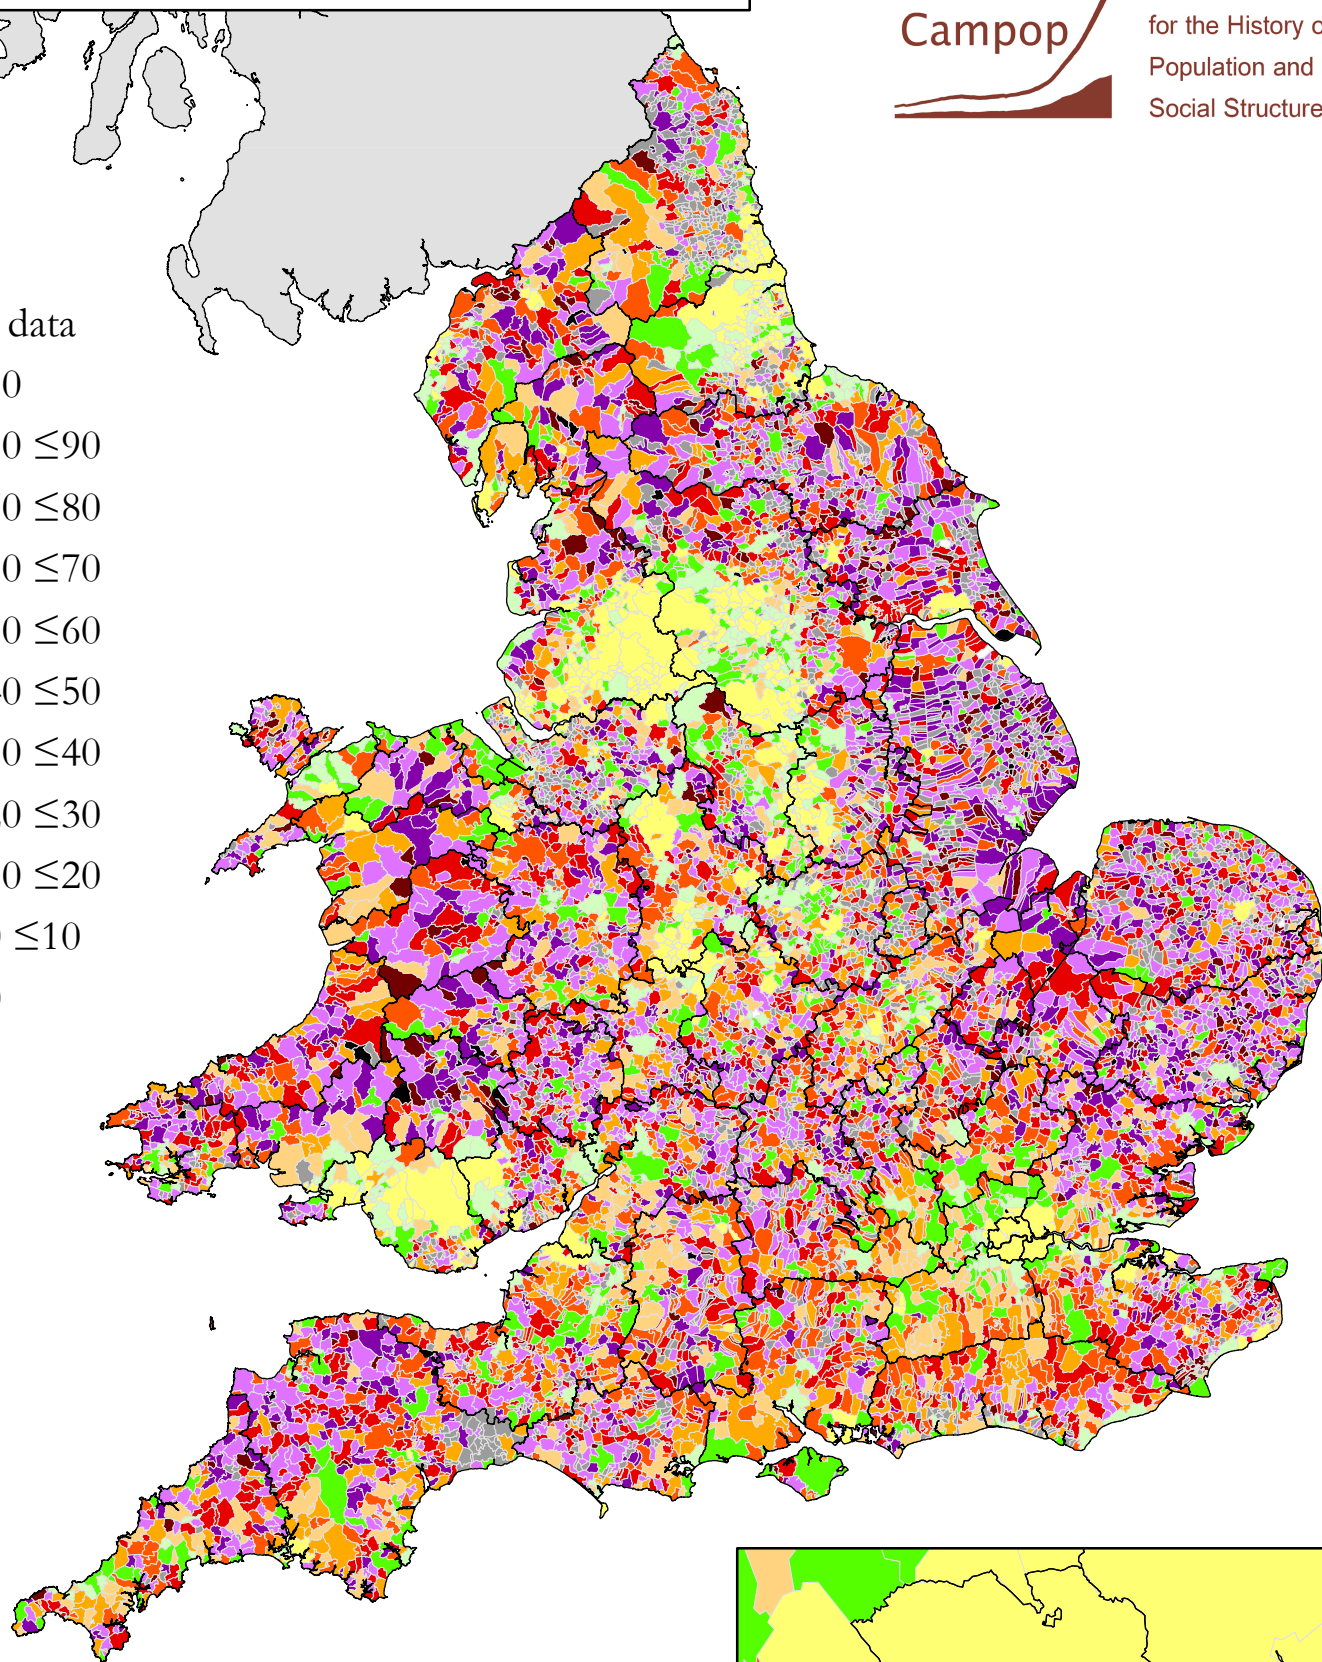 Campop
for the History o
Population and
Social Structure
data
0
0 ≤90
0 ≤80
0 ≤70
0 ≤60
0 ≤50
0 ≤40
0 ≤30
0 ≤20
≤10